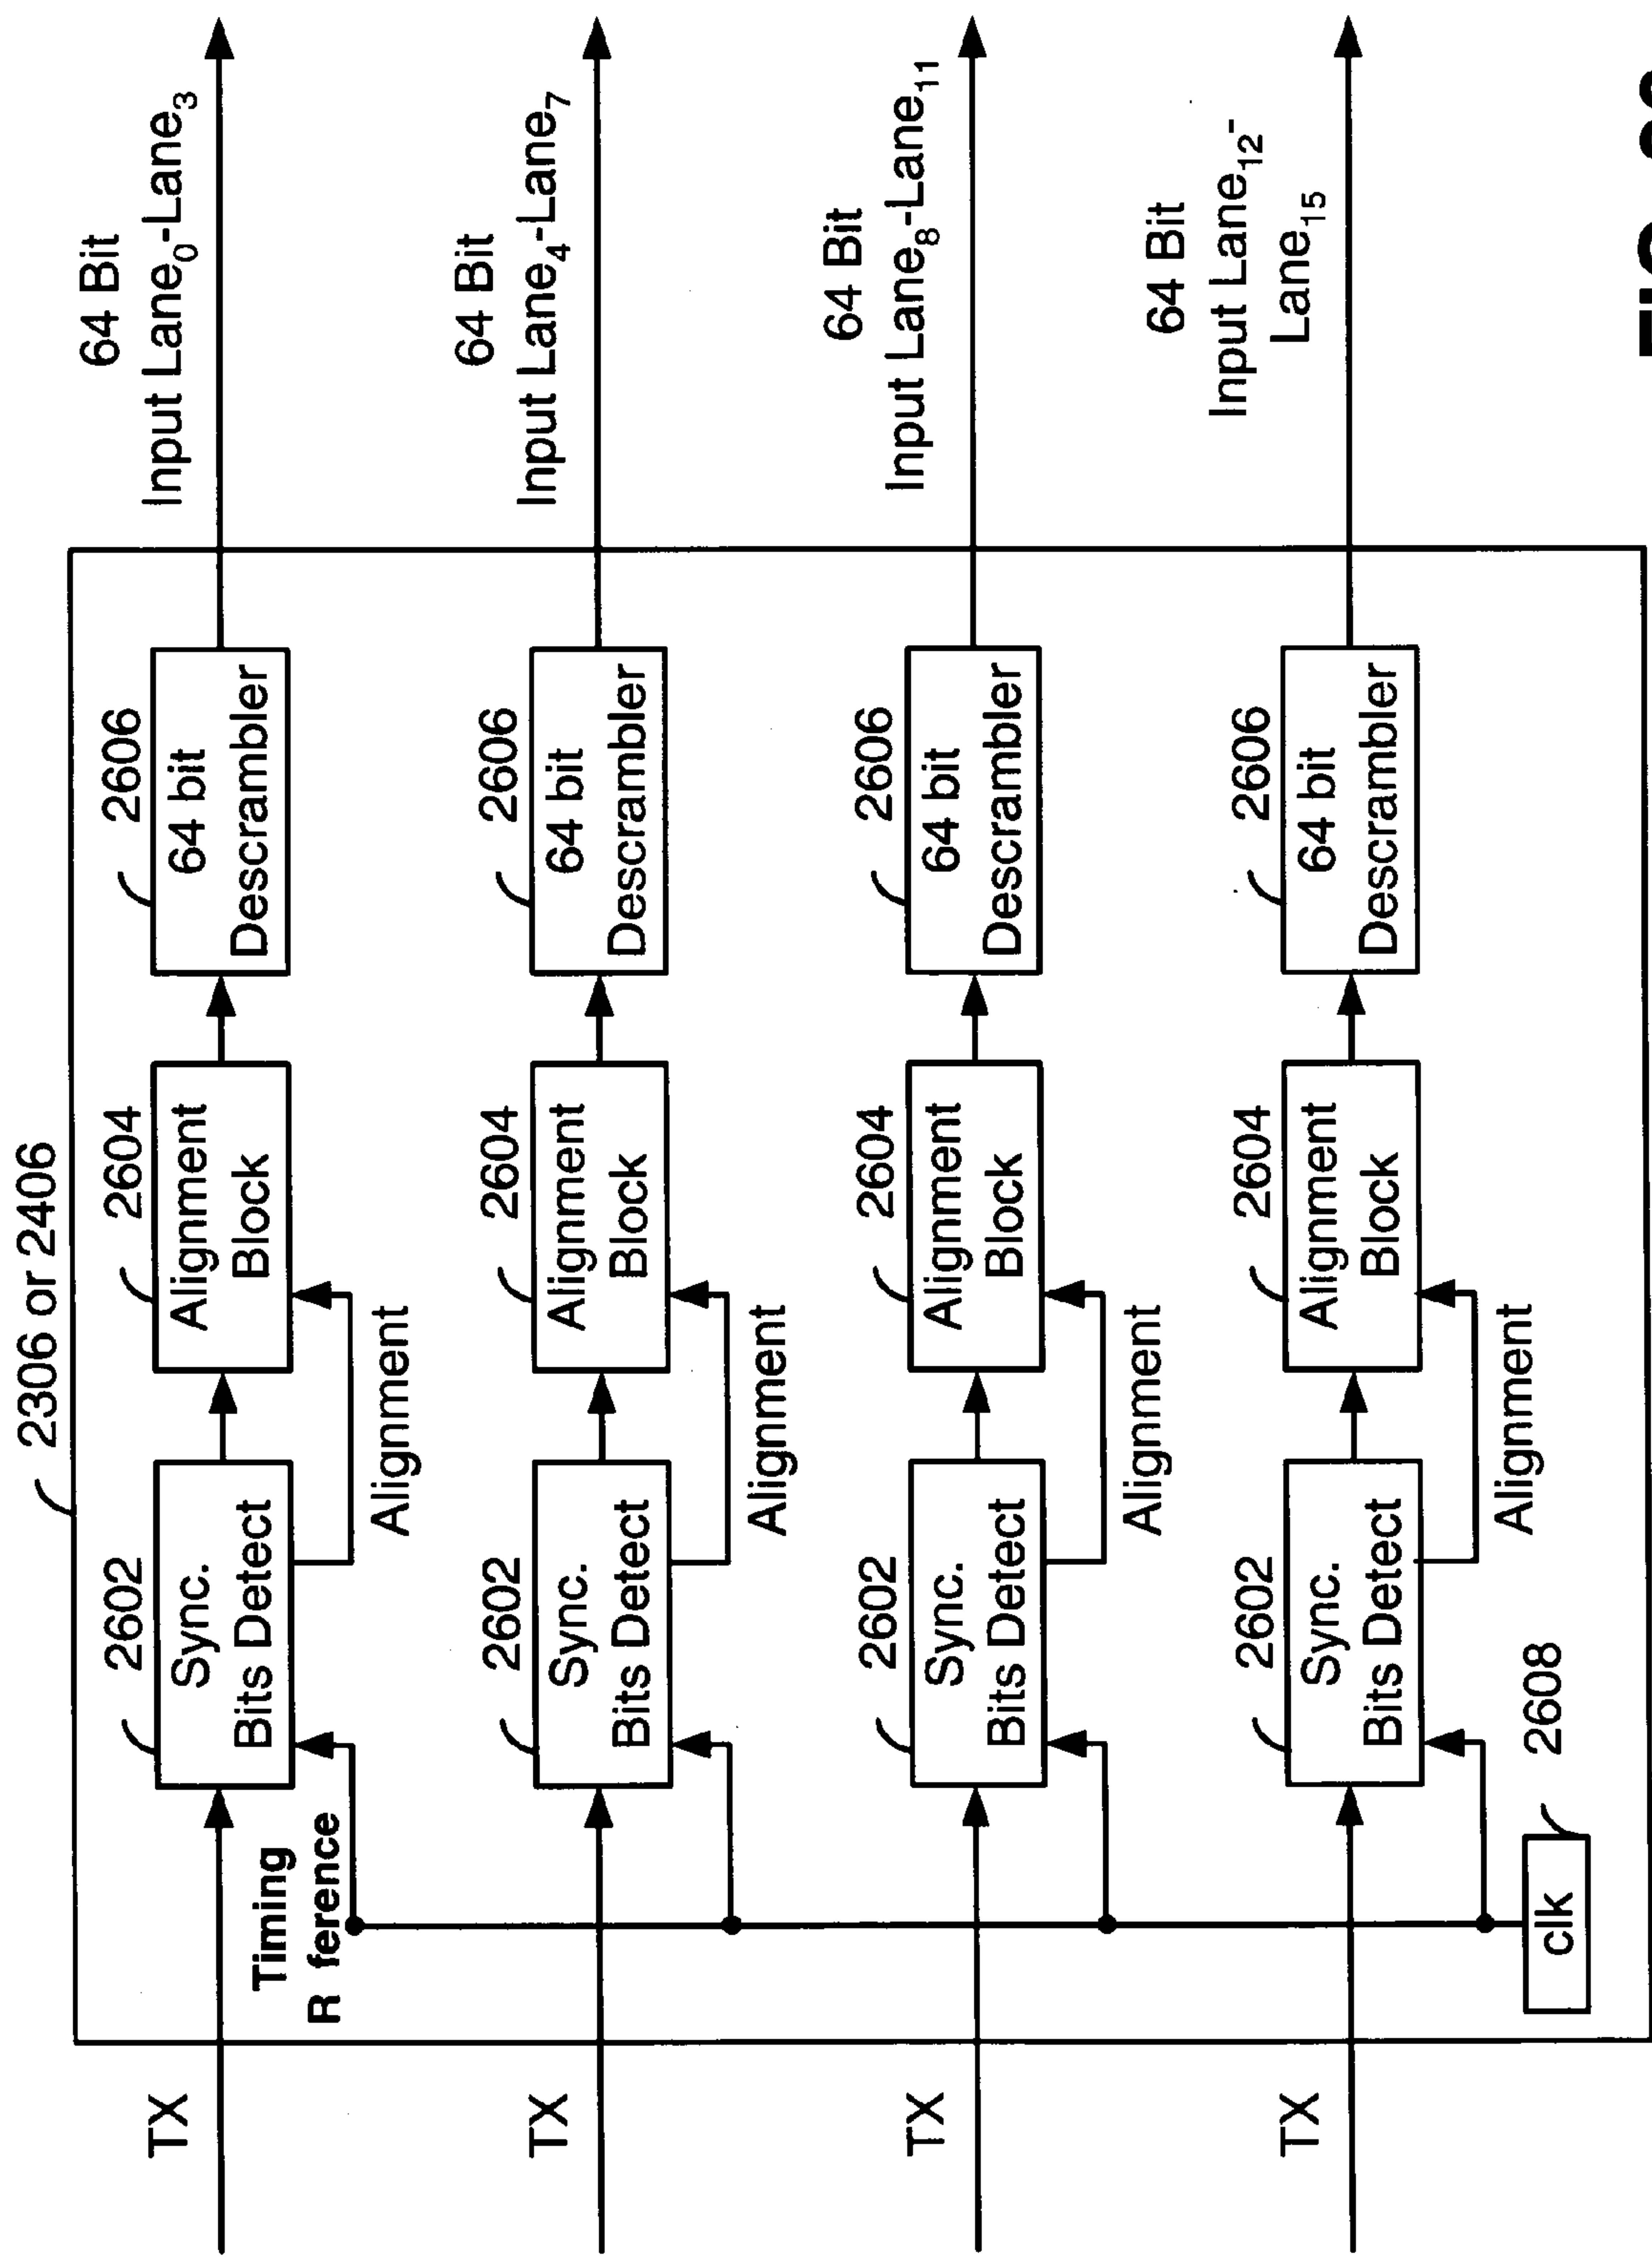 2306 or 2406
TX
2602
Sync.
Bits Detect
2604
Alignment
Block
2606
64 bit
Descrambler
64 Bit
Input Lane0-Lane3
Timing
R ference
Alignment
TX
2602
Sync.
Bits Detect
2604
Alignment
Block
2606
64 bit
Descrambler
64 Bit
Input Lane4-Lane7
Alignment
TX
2602
Sync.
Bits Detect
2604
Alignment
Block
2606
64 bit
Descrambler
64 Bit
Input Lane8-Lane11
Alignment
TX
2602
Sync.
Bits Detect
2604
Alignment
Block
2606
64 bit
Descrambler
64 Bit
Input Lane12-
Lane15
Alignment
clk
2608